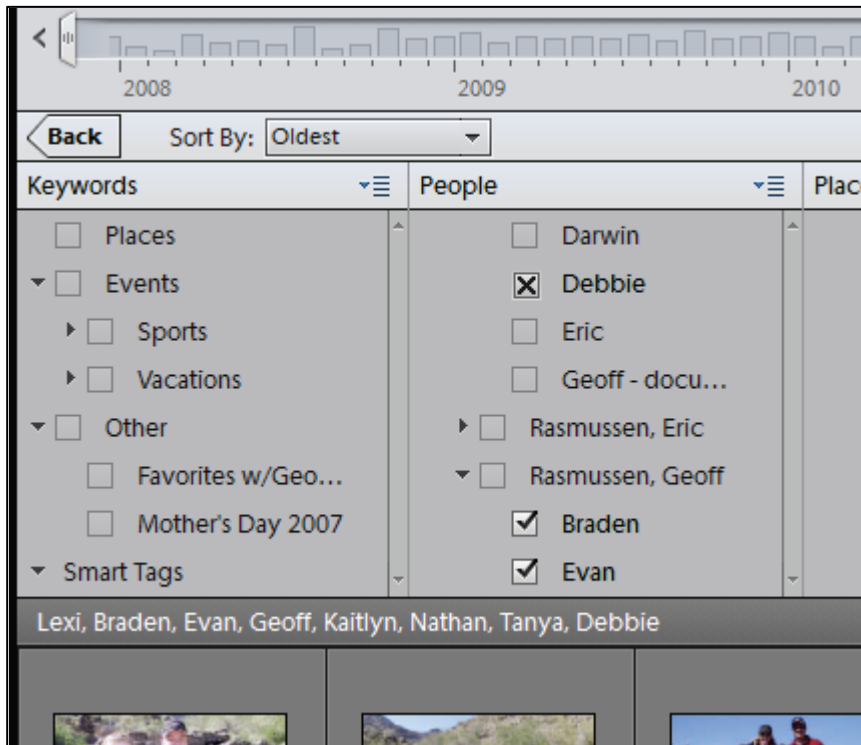 2008 2009 2010
Back Sort By: Oldest
Keywords People Plac
Places
Events
Sports
Vacations
Other
Favorites w/Geo...
Mother's Day 2007
Smart Tags
Darwin
Debbie
Eric
Geoff - docu...
Rasmussen, Eric
Rasmussen, Geoff
Braden
Evan
Lexi, Braden, Evan, Geoff, Kaitlyn, Nathan, Tanya, Debbie